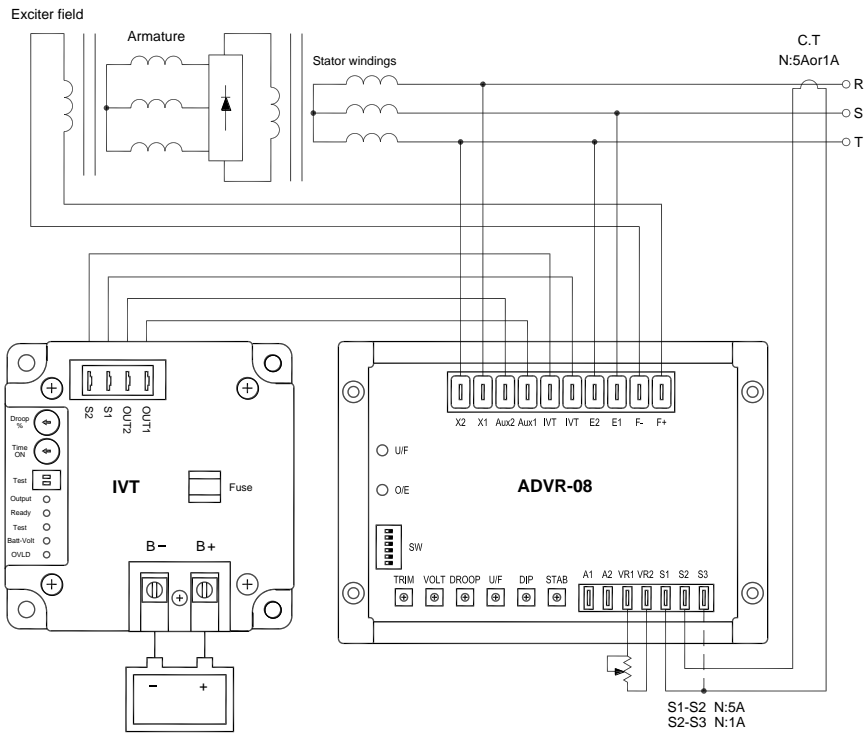 Exciter field
Armature
Stator windings
C.T
N:5Aor1A
R
S
T
S2
S1
OUT2
OUT1
Droop
%
Time
ON
Test
Output
Ready
Test
Batt-Volt
OVLD
IVT
Fuse
B− B+
− +
X2 X1 Aux2 Aux1 IVT IVT E2 E1 F- F+
U/F
O/E
ADVR-08
SW
TRIM VOLT DROOP U/F DIP STAB
A1 A2 VR1 VR2 S1 S2 S3
S1-S2 N:5A
S2-S3 N:1A